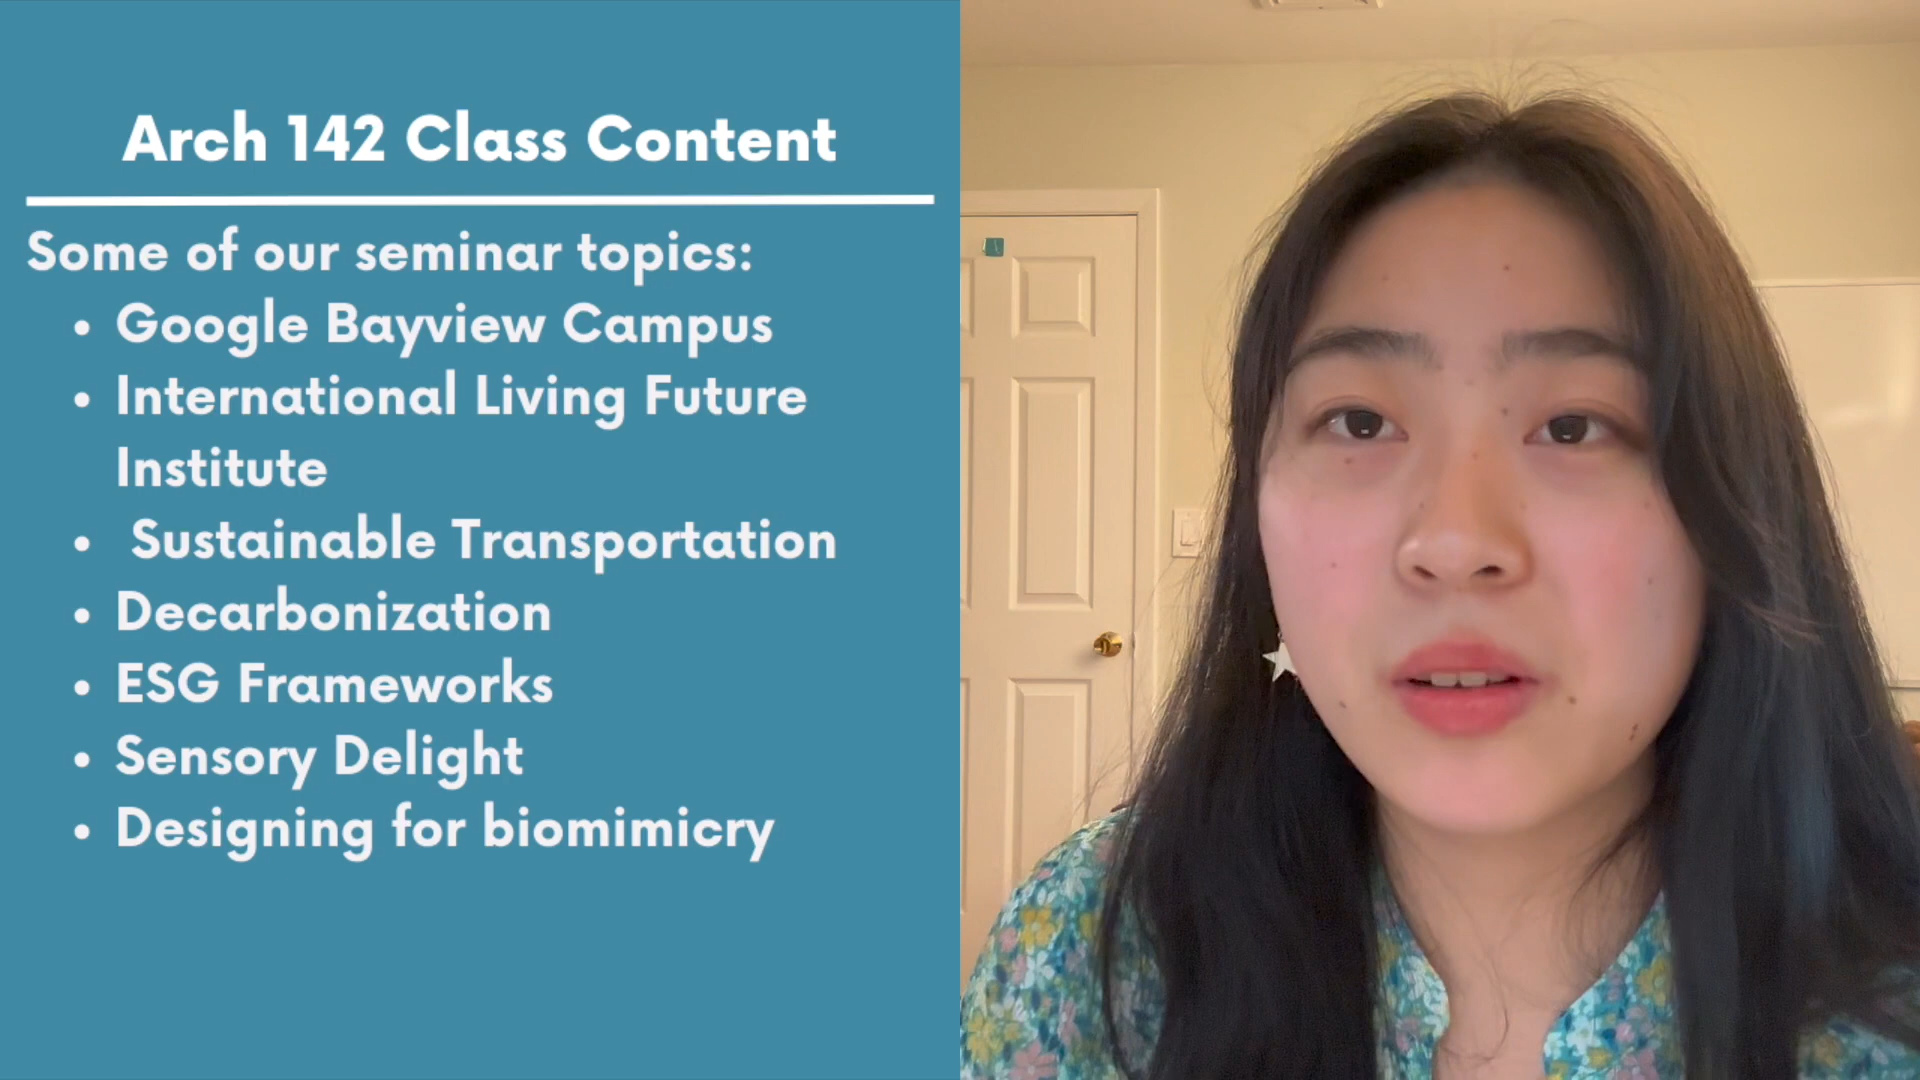 Arch 142 Class Content
Some of our seminar topics:
• Google Bayview Campus
• International Living Future
Institute
• Sustainable Transportation
• Decarbonization
• ESG Frameworks
• Sensory Delight
• Designing for biomimicry